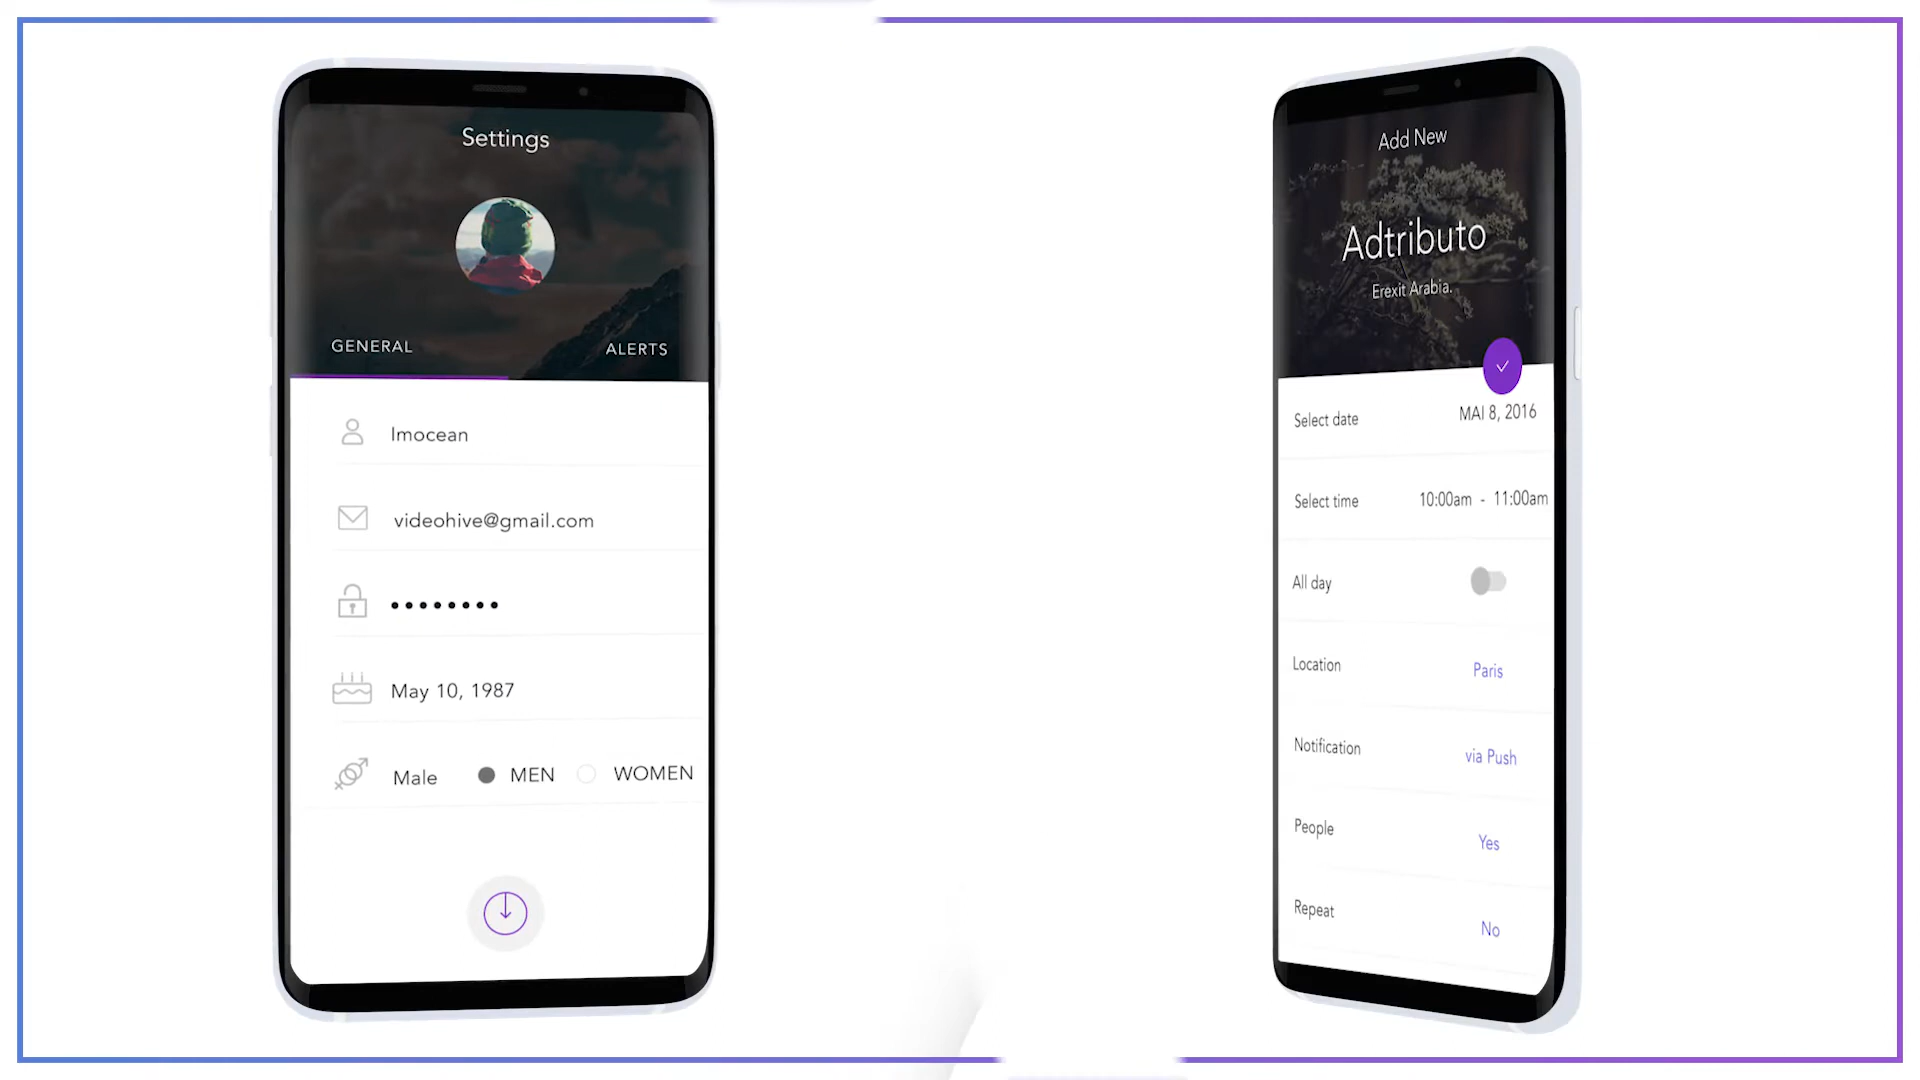 Settings
GENERAL
ALERTS
Imocean
videohive@gmail.com
May 10, 1987
Male
MEN
WOMEN
Add New
Adtributo
Erexit Arabia.
Select date
MAI 8, 2016
Select time
10:00am - 11:00am
All day
Location
Paris
Notification
via Push
People
Yes
Repeat
No